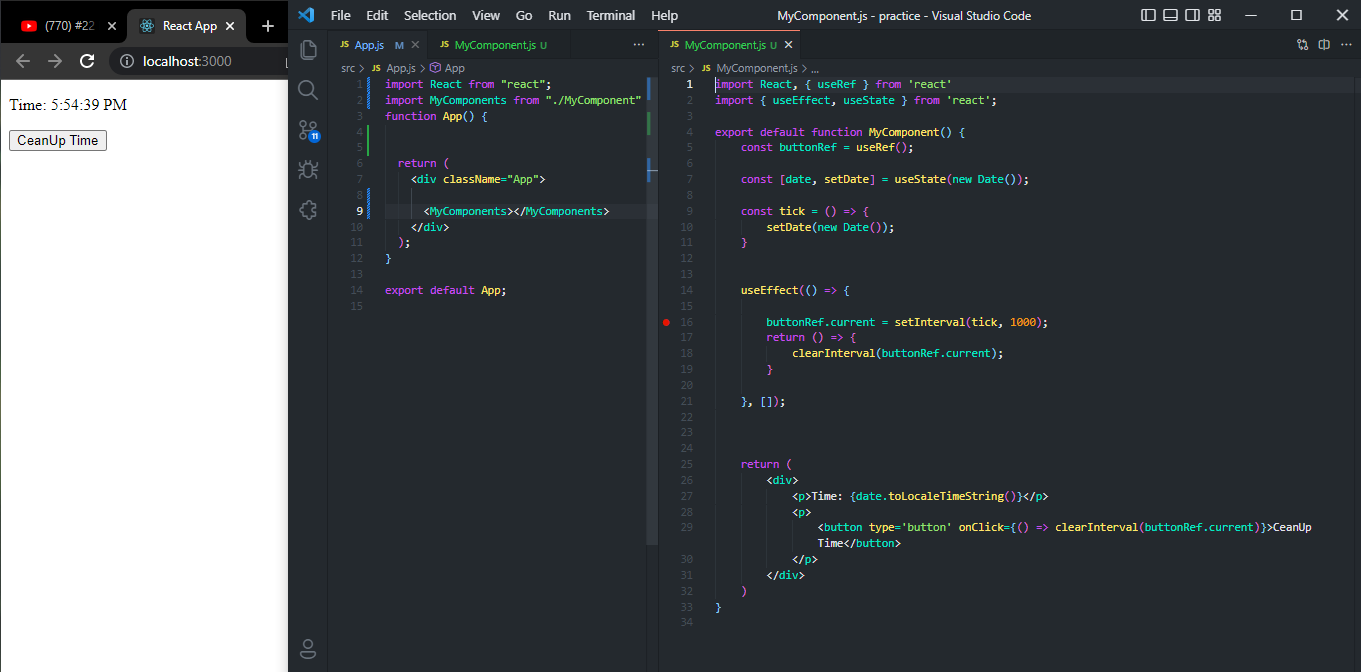 (770) #22
React App
localhost:3000
Time: 5:54:39 PM
CeanUp Time
File Edit Selection View Go Run Terminal Help
MyComponent.js - practice - Visual Studio Code
11
JS App.js M
JS MyComponent.js U
src > JS App.js > App
1 import React from "react";
2 import MyComponents from "./MyComponent"
3 function App() {
4
5
6 return (
7 <div className="App">
8
9 <MyComponents></MyComponents>
10 </div>
11 );
12 }
13
14 export default App;
15
JS MyComponent.js U
src > JS MyComponent.js > ...
1 import React, { useRef } from 'react'
2 import { useEffect, useState } from 'react';
3
4 export default function MyComponent() {
5 const buttonRef = useRef();
6
7 const [date, setDate] = useState(new Date());
8
9 const tick = () => {
10 setDate(new Date());
11 }
12
13
14 useEffect(() => {
15
16 buttonRef.current = setInterval(tick, 1000);
17 return () => {
18 clearInterval(buttonRef.current);
19 }
20
21 }, []);
22
23
24
25 return (
26 <div>
27 <p>Time: {date.toLocaleTimeString()}</p>
28 <p>
29 <button type='button' onClick={() => clearInterval(buttonRef.current)}>CeanUp
Time</button>
30 </p>
31 </div>
32 )
33 }
34